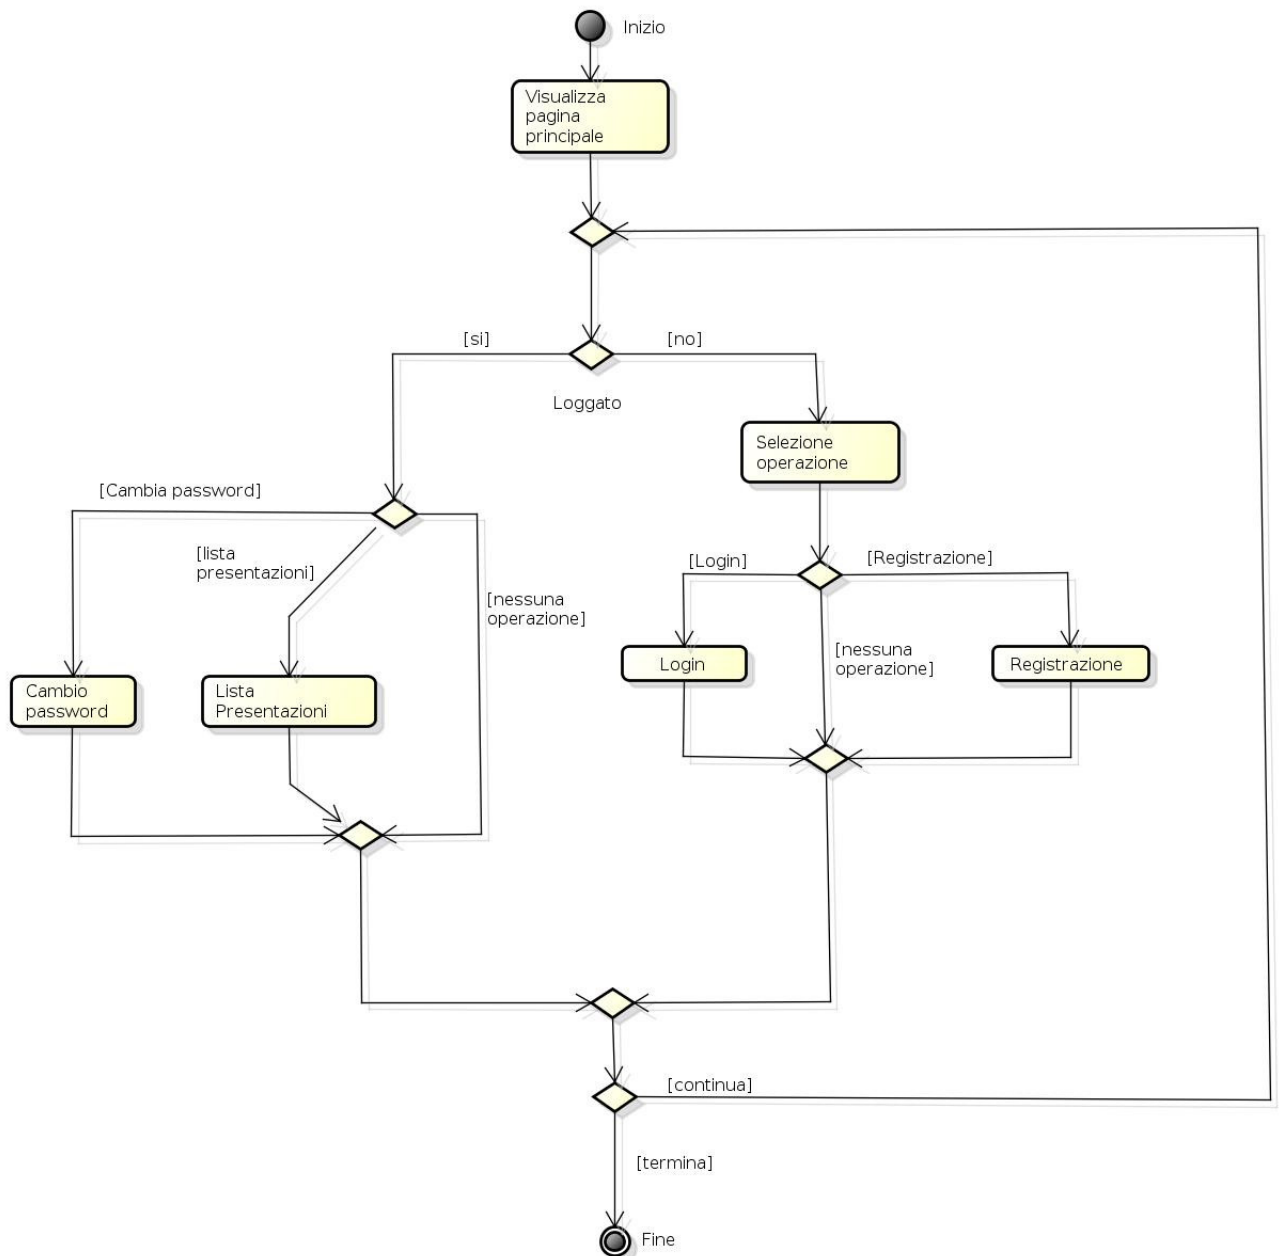 Inizio
Visualizza
pagina
principale
[si]
[no]
Loggato
Selezione
operazione
[Cambia password]
[lista
presentazioni]
[nessuna
operazione]
[Login]
[Registrazione]
[nessuna
operazione]
Login
Registrazione
Cambio
password
Lista
Presentazioni
[continua]
[termina]
Fine